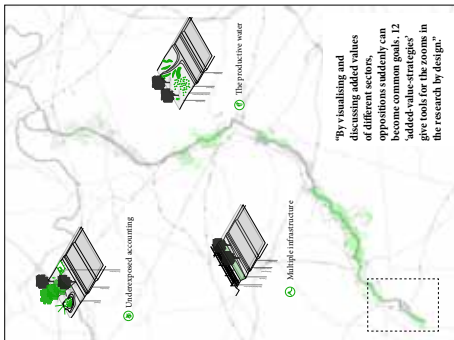 The productive water
"By visualising and
discussing added values
of different sectors,
oppositions suddenly can
become common goals. 12
'added-value-strategies'
give tools for the zooms in
the research by design."
Underexposed accounting
Multiple infrastructure